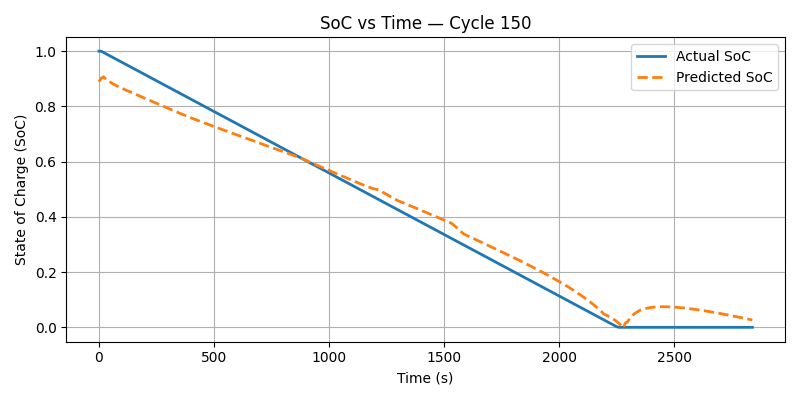 SoC vs Time — Cycle 150
State of Charge (SoC)
1.0
0.8
0.6
0.4
0.2
0.0
Actual SoC
Predicted SoC
0 500 1000 1500 2000 2500
Time (s)